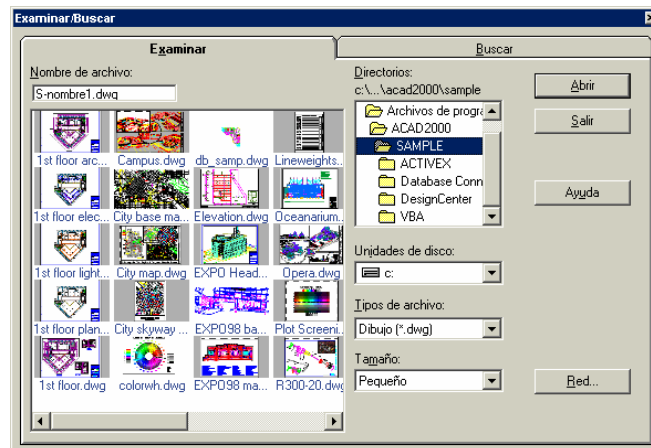 Examinar/Buscar
Examinar
Buscar
Nombre de archivo:
S-nombre1.dwg
1st floor arc... Campus.dwg db_samp.dwg Lineweights...
1st floor elec... City base ma... Elevation.dwg Oceanarium...
1st floor light... City map.dwg EXPO Head... Opera.dwg
1st floor plan... City skyway ... EXPO98 ba... Plot Screeni...
1st floor.dwg colorwh.dwg EXPO98 ma... R300-20.dwg
Directorios:
c:\...\acad2000\sample
Archivos de progra
ACAD2000
SAMPLE
ACTIVEX
Database Conn
DesignCenter
VBA
Unidades de disco:
c:
Tipos de archivo:
Dibujo (*.dwg)
Tamaño:
Pequeño
Abrir
Salir
Ayuda
Red...